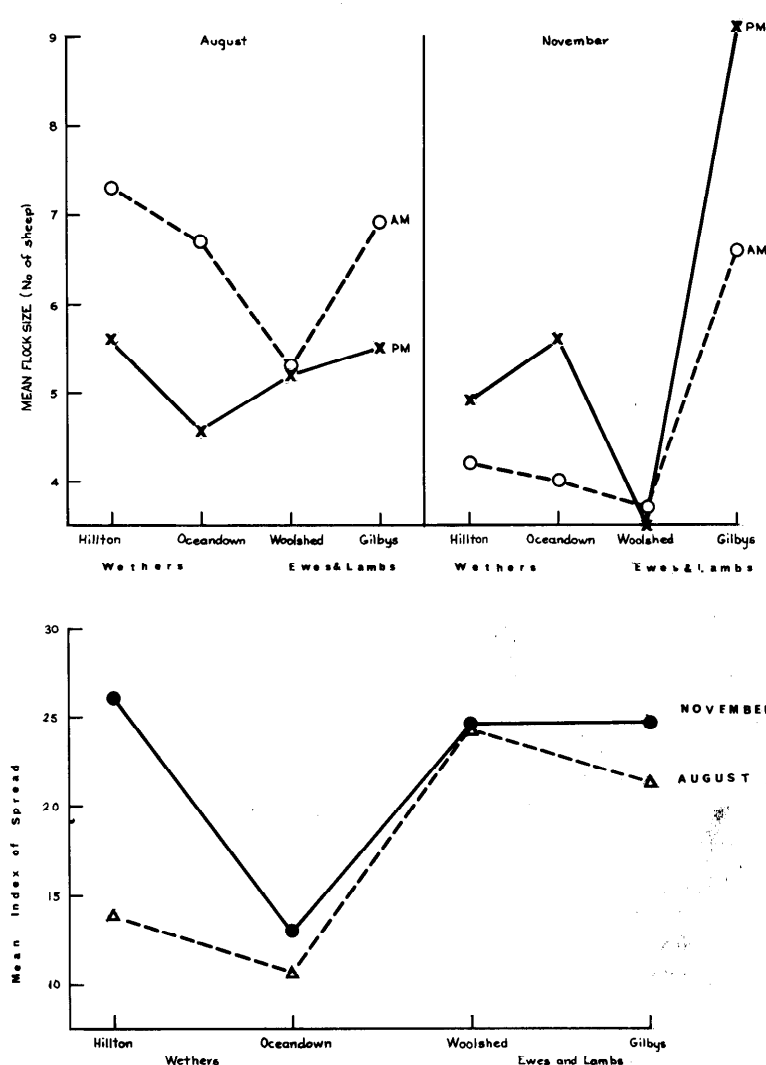 August
Novembar
MEAN FLOCK SIZE (No of sheep)
9
8
7
6
5
4
AM
PM
PM
AM
Hillton Oceandown Woolshed Gilbys
Wethers Ewes&Lambs
Hillton Oceandown Woolshed Gilbys
Wethers Ewes&Lambs
Mean Index of Spread
30
25
20
15
10
NOVEMBER
AUGUST
Hillton Oceandown Woolshed Gilbys
Wethers Ewes and Lambs